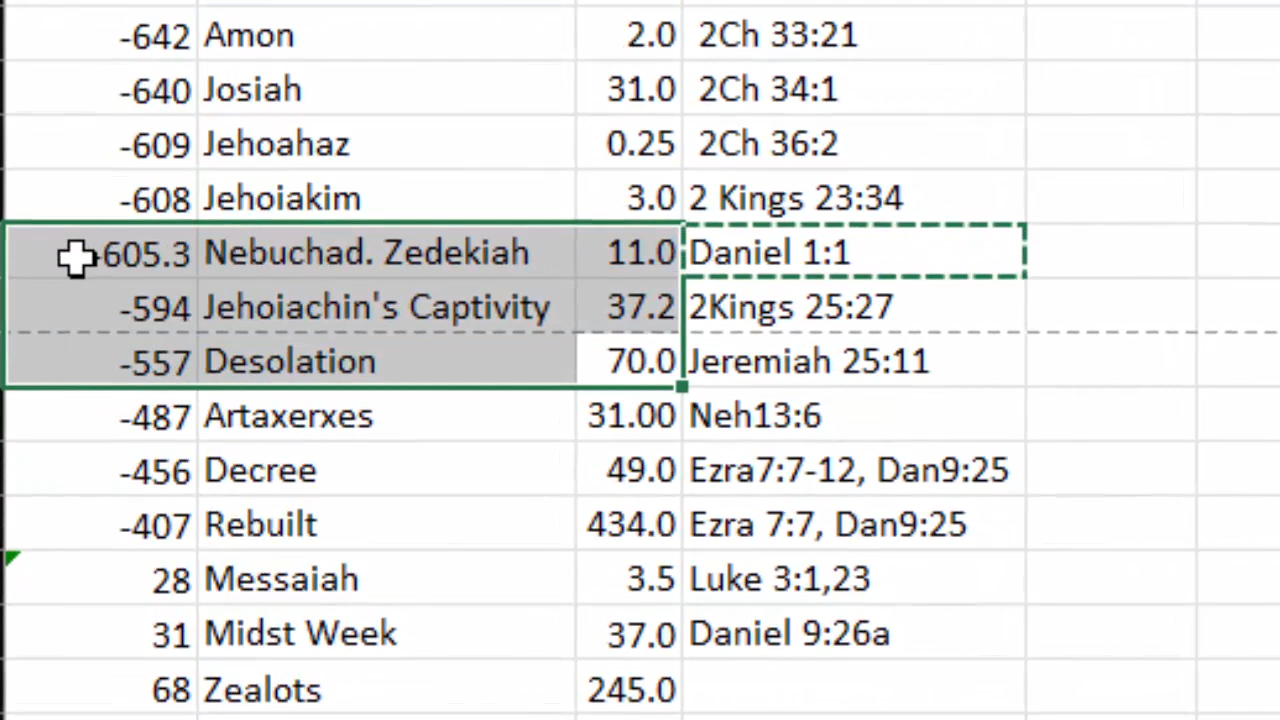 -642 Amon 2.0 2Ch 33:21
-640 Josiah 31.0 2Ch 34:1
-609 Jehoahaz 0.25 2Ch 36:2
-608 Jehoiakim 3.0 2 Kings 23:34
-605.3 Nebuchad. Zedekiah 11.0 Daniel 1:1
-594 Jehoiachin's Captivity 37.2 2Kings 25:27
-557 Desolation 70.0 Jeremiah 25:11
-487 Artaxerxes 31.00 Neh13:6
-456 Decree 49.0 Ezra7:7-12, Dan9:25
-407 Rebuilt 434.0 Ezra 7:7, Dan9:25
28 Messaiah 3.5 Luke 3:1,23
31 Midst Week 37.0 Daniel 9:26a
68 Zealots 245.0